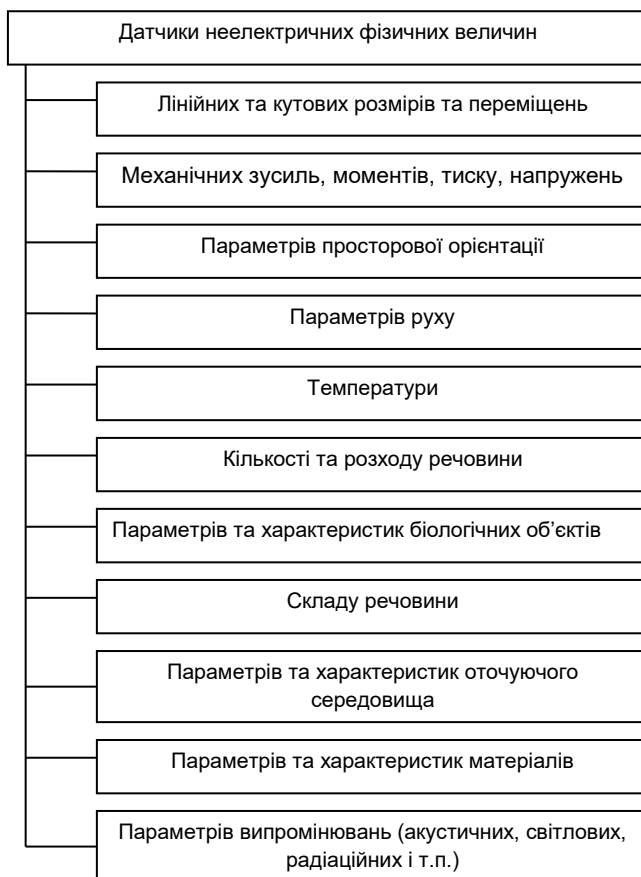 Датчики неелектричних фізичних величин
Лінійних та кутових розмірів та переміщень
Механічних зусиль, моментів, тиску, напружень
Параметрів просторової орієнтації
Параметрів руху
Температури
Кількості та розходу речовини
Параметрів та характеристик біологічних об’єктів
Складу речовини
Параметрів та характеристик оточуючого
середовища
Параметрів та характеристик матеріалів
Параметрів випромінювань (акустичних, світлових,
радіаційних і т.п.)